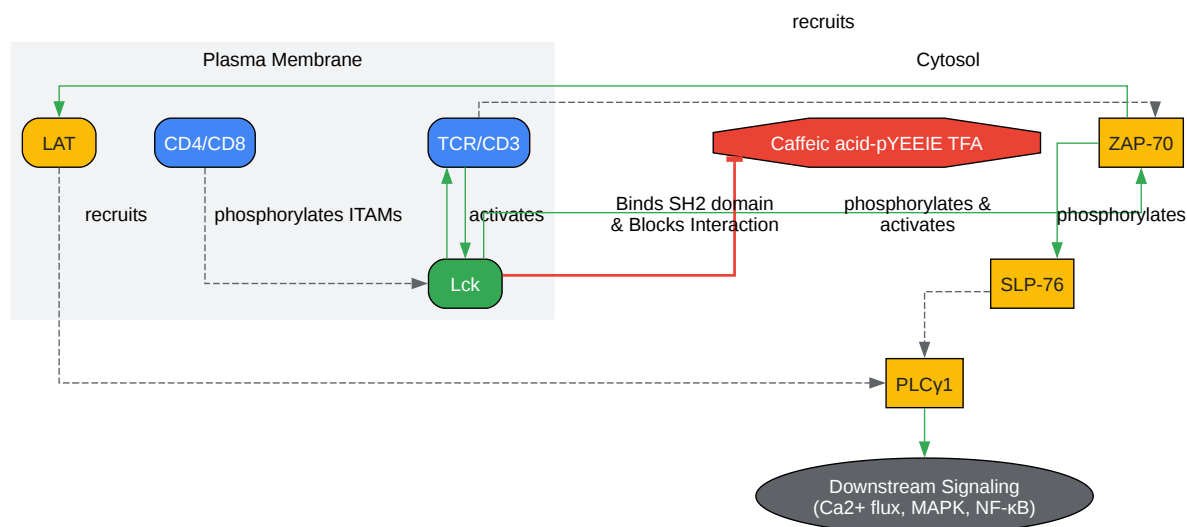 recruits
Plasma Membrane
Cytosol
LAT
CD4/CD8
TCR/CD3
Caffeic acid-pYEEIE TFA
ZAP-70
recruits
phosphorylates ITAMs
activates
Binds SH2 domain
& Blocks Interaction
phosphorylates &
activates
phosphorylates
Lck
SLP-76
PLCγ1
Downstream Signaling
(Ca2+ flux, MAPK, NF-κB)